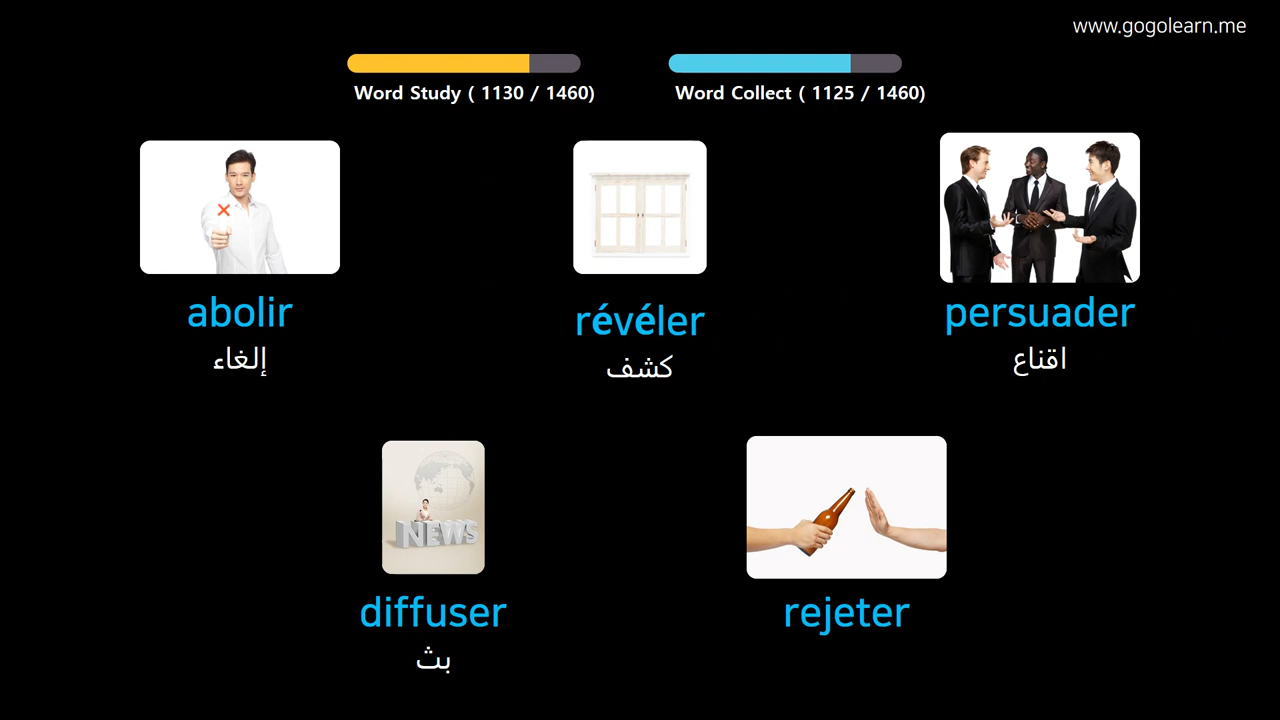 www.gogolearn.me
Word Study ( 1130 / 1460)
Word Collect ( 1125 / 1460)
abolir
إلغاء
révéler
كشف
persuader
اقناع
NEWS
diffuser
بث
rejeter